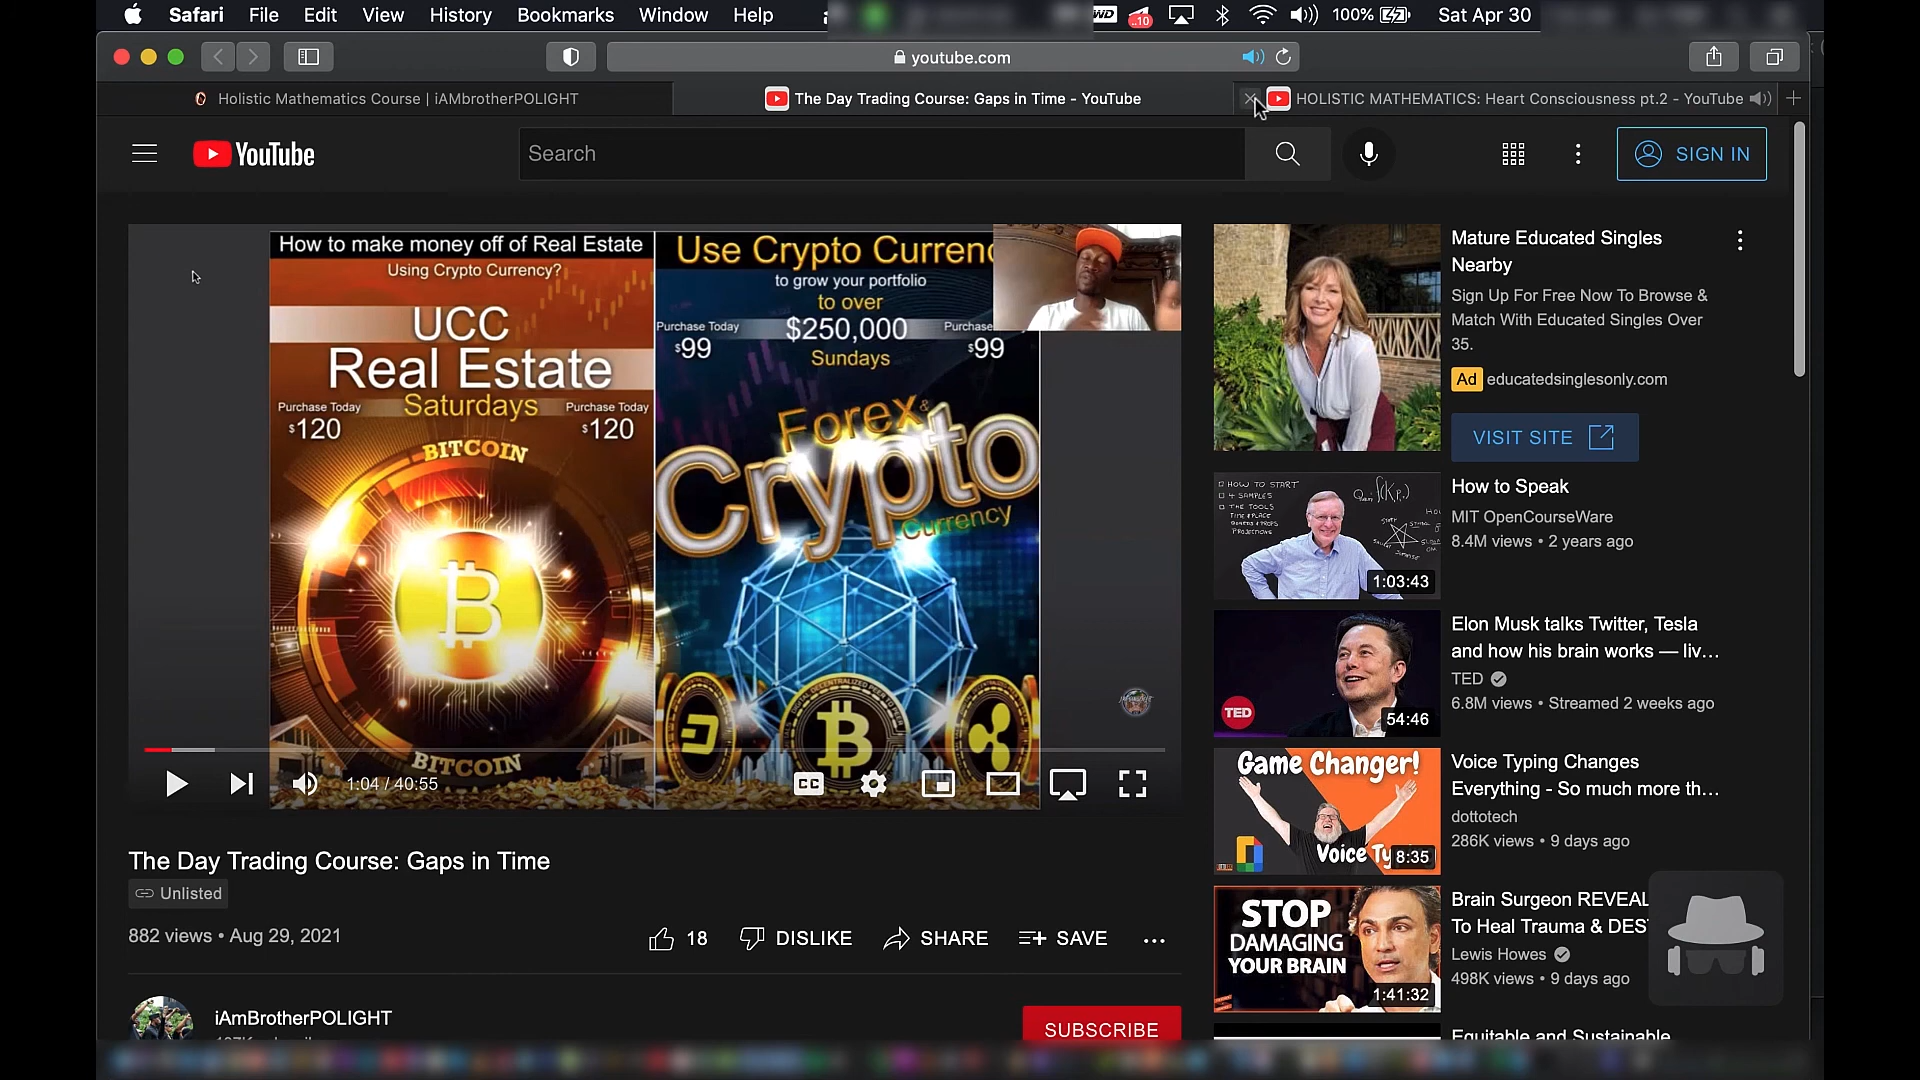 Safari File Edit View History Bookmarks Window Help
..10
100%
Sat Apr 30
youtube.com
Holistic Mathematics Course | iAMbrotherPOLIGHT
The Day Trading Course: Gaps in Time - YouTube
HOLISTIC MATHEMATICS: Heart Consciousness pt.2 - YouTube
YouTube
Search
SIGN IN
How to make money off of Real Estate
Using Crypto Currency?
UCC
Real Estate
Saturdays
Purchase Today
$120
Purchase Today
$120
BITCOIN
BITCOIN
Use Crypto Currenc
to grow your portfolio
to over
$250,000
Sundays
Purchase Today
$99
Purchase
$99
Forex &
Crypto
Currency
1:04 / 40:55
CC
The Day Trading Course: Gaps in Time
Unlisted
882 views • Aug 29, 2021
18
DISLIKE
SHARE
SAVE
iAmBrotherPOLIGHT
SUBSCRIBE
Mature Educated Singles
Nearby
Sign Up For Free Now To Browse &
Match With Educated Singles Over
35.
Ad educatedsinglesonly.com
VISIT SITE
HOW TO START
4 SAMPLES
THE TOOLS
TIME & PLACE
1:03:43
How to Speak
MIT OpenCourseWare
8.4M views • 2 years ago
TED
54:46
Elon Musk talks Twitter, Tesla
and how his brain works — liv...
TED
6.8M views • Streamed 2 weeks ago
Game Changer!
Voice Ty
8:35
Voice Typing Changes
Everything - So much more th...
dottotech
286K views • 9 days ago
STOP
DAMAGING
YOUR BRAIN
1:41:32
Brain Surgeon REVEAL
To Heal Trauma & DES
Lewis Howes
498K views • 9 days ago
Equitable and Sustainable